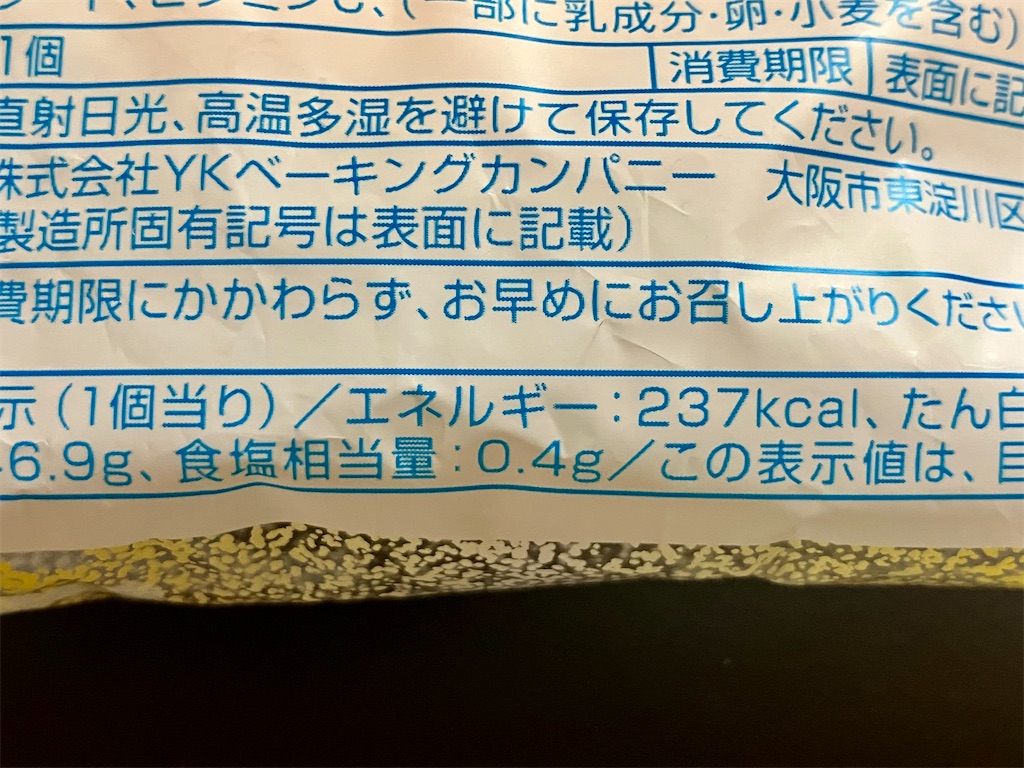 (一部に乳成分・卵・小麦を含む)
1個 消費期限 表面に記
直射日光、高温多湿を避けて保存してください。
株式会社YKベーキングカンパニー 大阪市東淀川区
製造所固有記号は表面に記載)
費期限にかかわらず、お早めにお召し上がりくださ
示(1個当り)/エネルギー:237kcal、たん白
6.9g、食塩相当量:0.4g/この表示値は、目